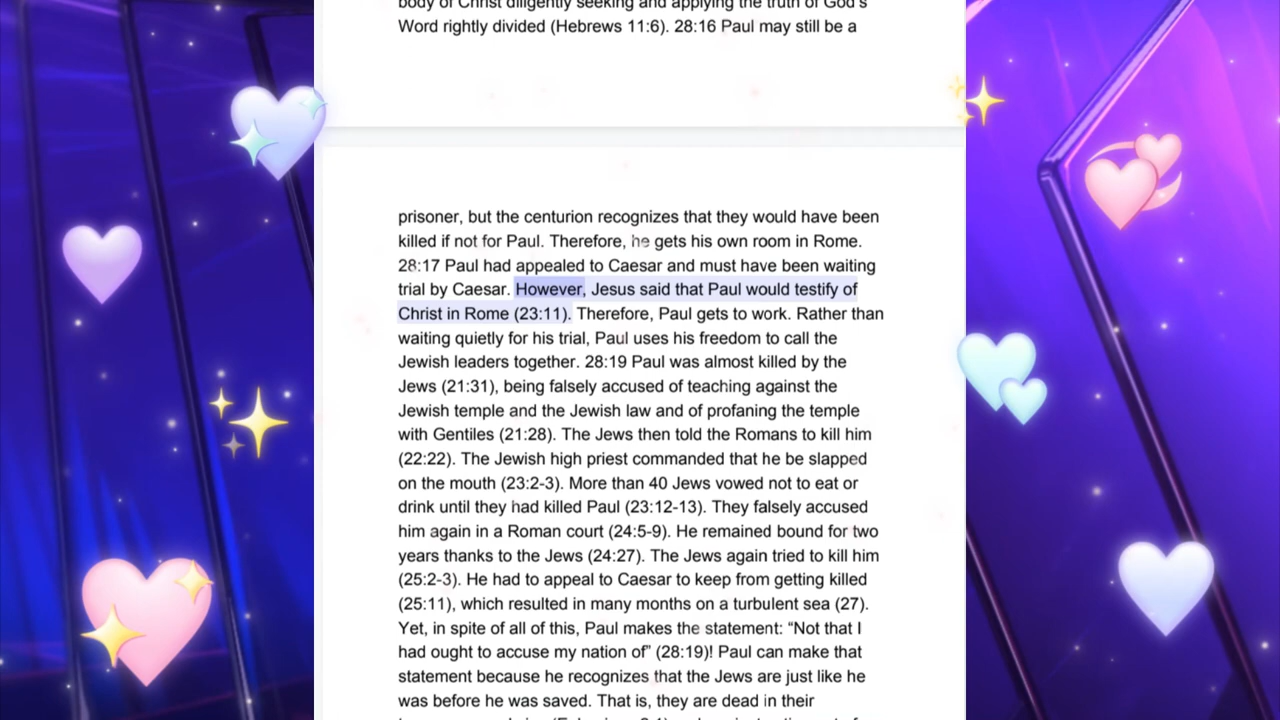 body of Christ diligently seeking and applying the truth of God's
Word rightly divided (Hebrews 11:6). 28:16 Paul may still be a
prisoner, but the centurion recognizes that they would have been
killed if not for Paul. Therefore, he gets his own room in Rome.
28:17 Paul had appealed to Caesar and must have been waiting
trial by Caesar. However, Jesus said that Paul would testify of
Christ in Rome (23:11). Therefore, Paul gets to work. Rather than
waiting quietly for his trial, Paul uses his freedom to call the
Jewish leaders together. 28:19 Paul was almost killed by the
Jews (21:31), being falsely accused of teaching against the
Jewish temple and the Jewish law and of profaning the temple
with Gentiles (21:28). The Jews then told the Romans to kill him
(22:22). The Jewish high priest commanded that he be slapped
on the mouth (23:2-3). More than 40 Jews vowed not to eat or
drink until they had killed Paul (23:12-13). They falsely accused
him again in a Roman court (24:5-9). He remained bound for two
years thanks to the Jews (24:27). The Jews again tried to kill him
(25:2-3). He had to appeal to Caesar to keep from getting killed
(25:11), which resulted in many months on a turbulent sea (27).
Yet, in spite of all of this, Paul makes the statement: “Not that I
had ought to accuse my nation of” (28:19)! Paul can make that
statement because he recognizes that the Jews are just like he
was before he was saved. That is, they are dead in their